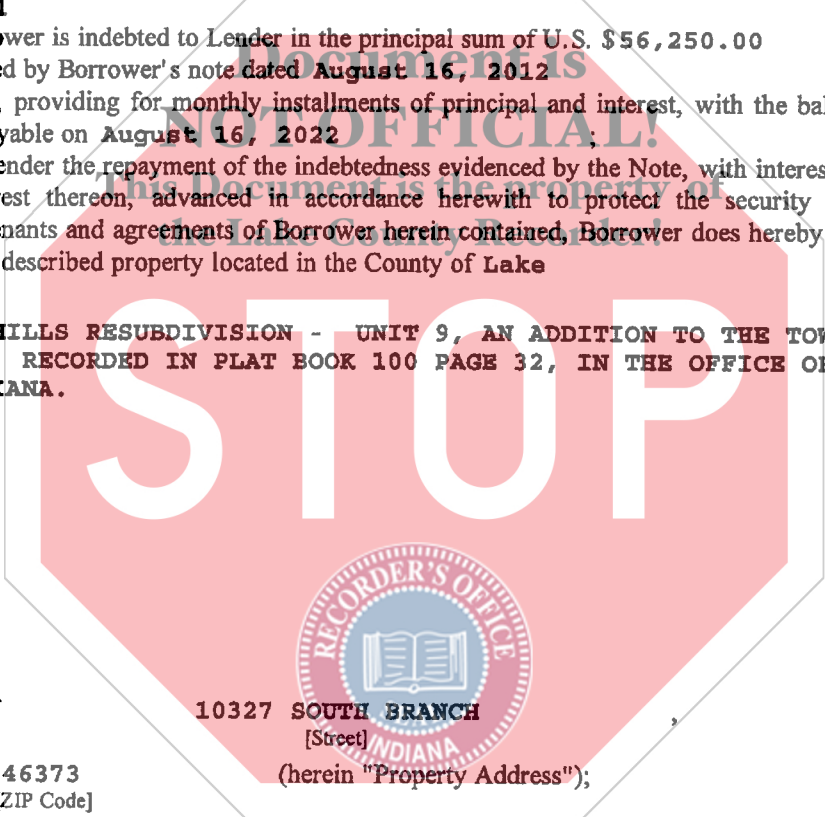 ower is indebted to Lender in the principal sum of U.S. $56,250.00
ed by Borrower's note dated August 16, 2012
, providing for monthly installments of principal and interest, with the bal
yable on August 16, 2022 ;
ender the repayment of the indebtedness evidenced by the Note, with interes
est thereon, advanced in accordance herewith to protect the security
nants and agreements of Borrower herein contained, Borrower does hereby
described property located in the County of Lake
Document is
NOT OFFICIAL!
This Document is the property of
the Lake County Recorder!
HILLS RESUBDIVISION - UNIT 9, AN ADDITION TO THE TOW
RECORDED IN PLAT BOOK 100 PAGE 32, IN THE OFFICE OF
IANA.
STOP
RECORDER'S OFFICE
INDIANA
10327 SOUTH BRANCH ,
[Street]
46373 (herein "Property Address");
ZIP Code]